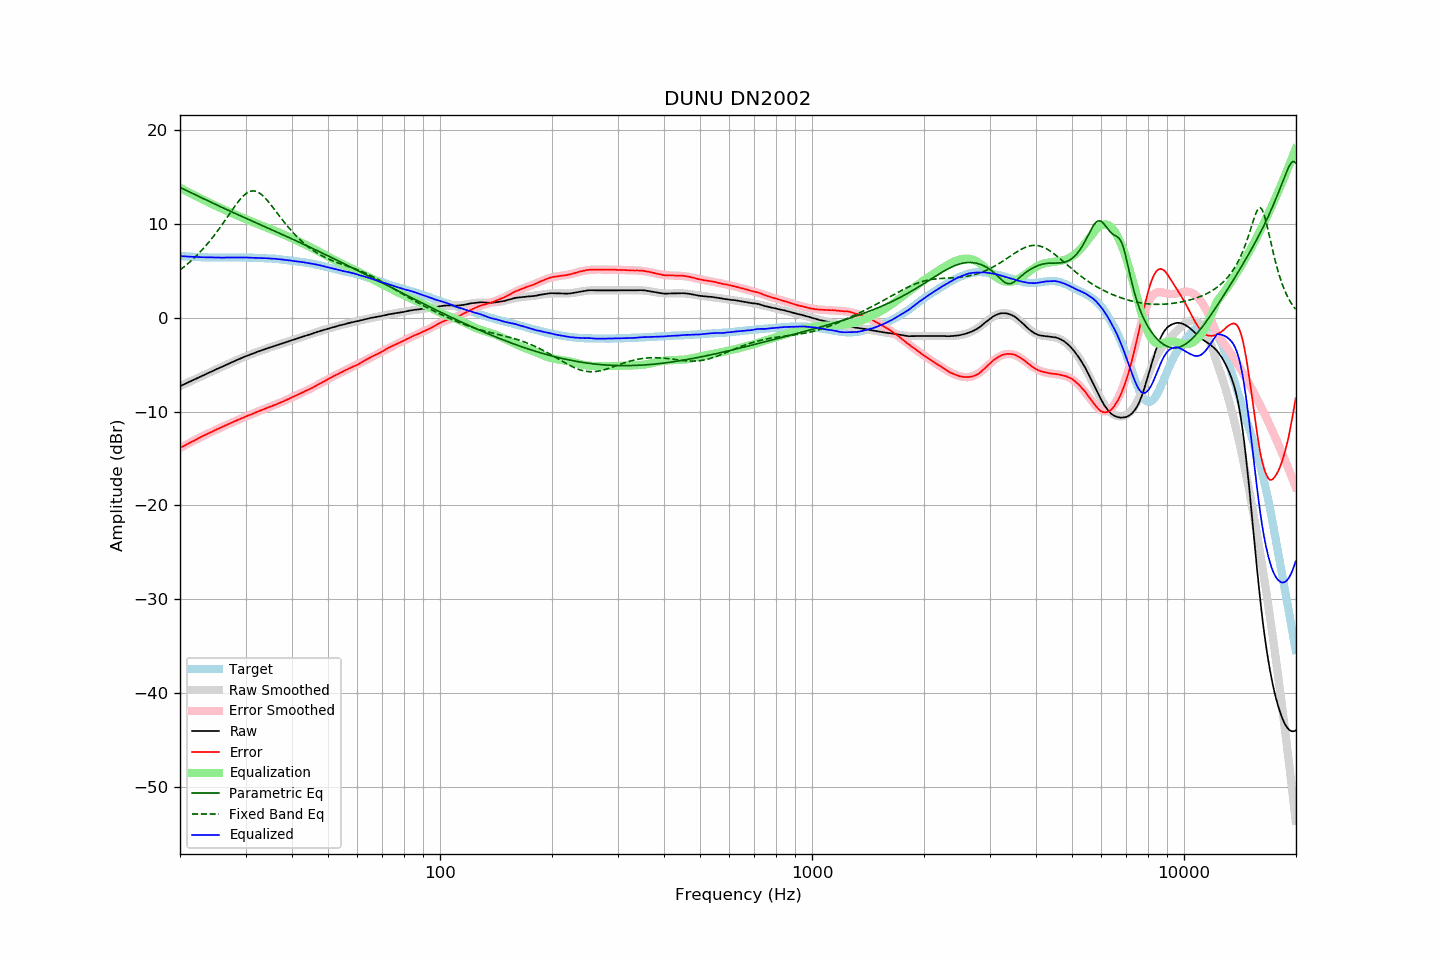 DUNU DN2002
20
10
0
−10
−20
−30
−40
−50
Amplitude (dBr)
Target
Raw Smoothed
Error Smoothed
Raw
Error
Equalization
Parametric Eq
Fixed Band Eq
Equalized
100
1000
10000
Frequency (Hz)